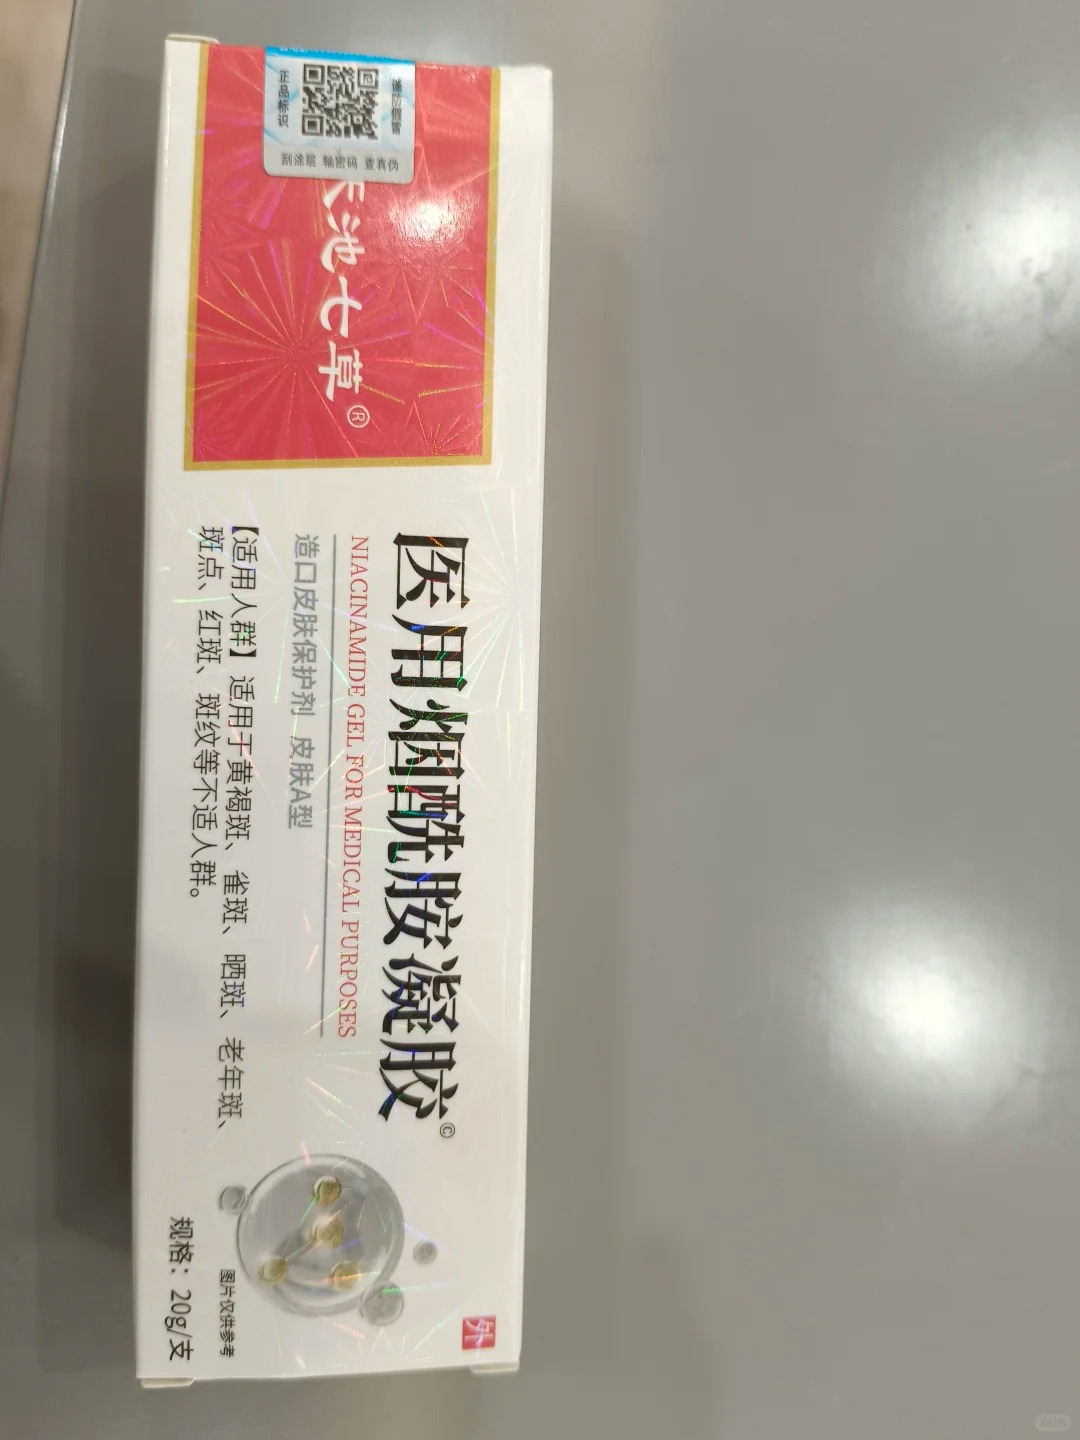 正品标识
谨防假冒
刮涂层 输密码 查真伪
池七草®
医用烟酰胺凝胶©
NIACINAMIDE GEL FOR MEDICAL PURPOSES
造口皮肤保护剂 皮肤A型
【适用人群】适用于黄褐斑、雀斑、晒斑、老年斑、
斑点、红斑、斑纹等不适人群。
图片仅供参考
规格：20g/支
外